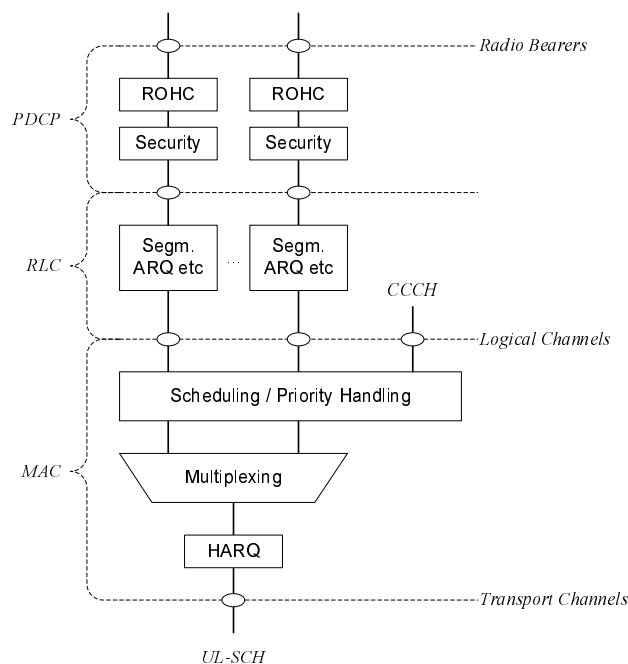 Radio Bearers
ROHC
ROHC
PDCP
Security
Security
Segm.
ARQ etc
...
Segm.
ARQ etc
RLC
CCCH
Logical Channels
Scheduling / Priority Handling
MAC
Multiplexing
HARQ
Transport Channels
UL-SCH